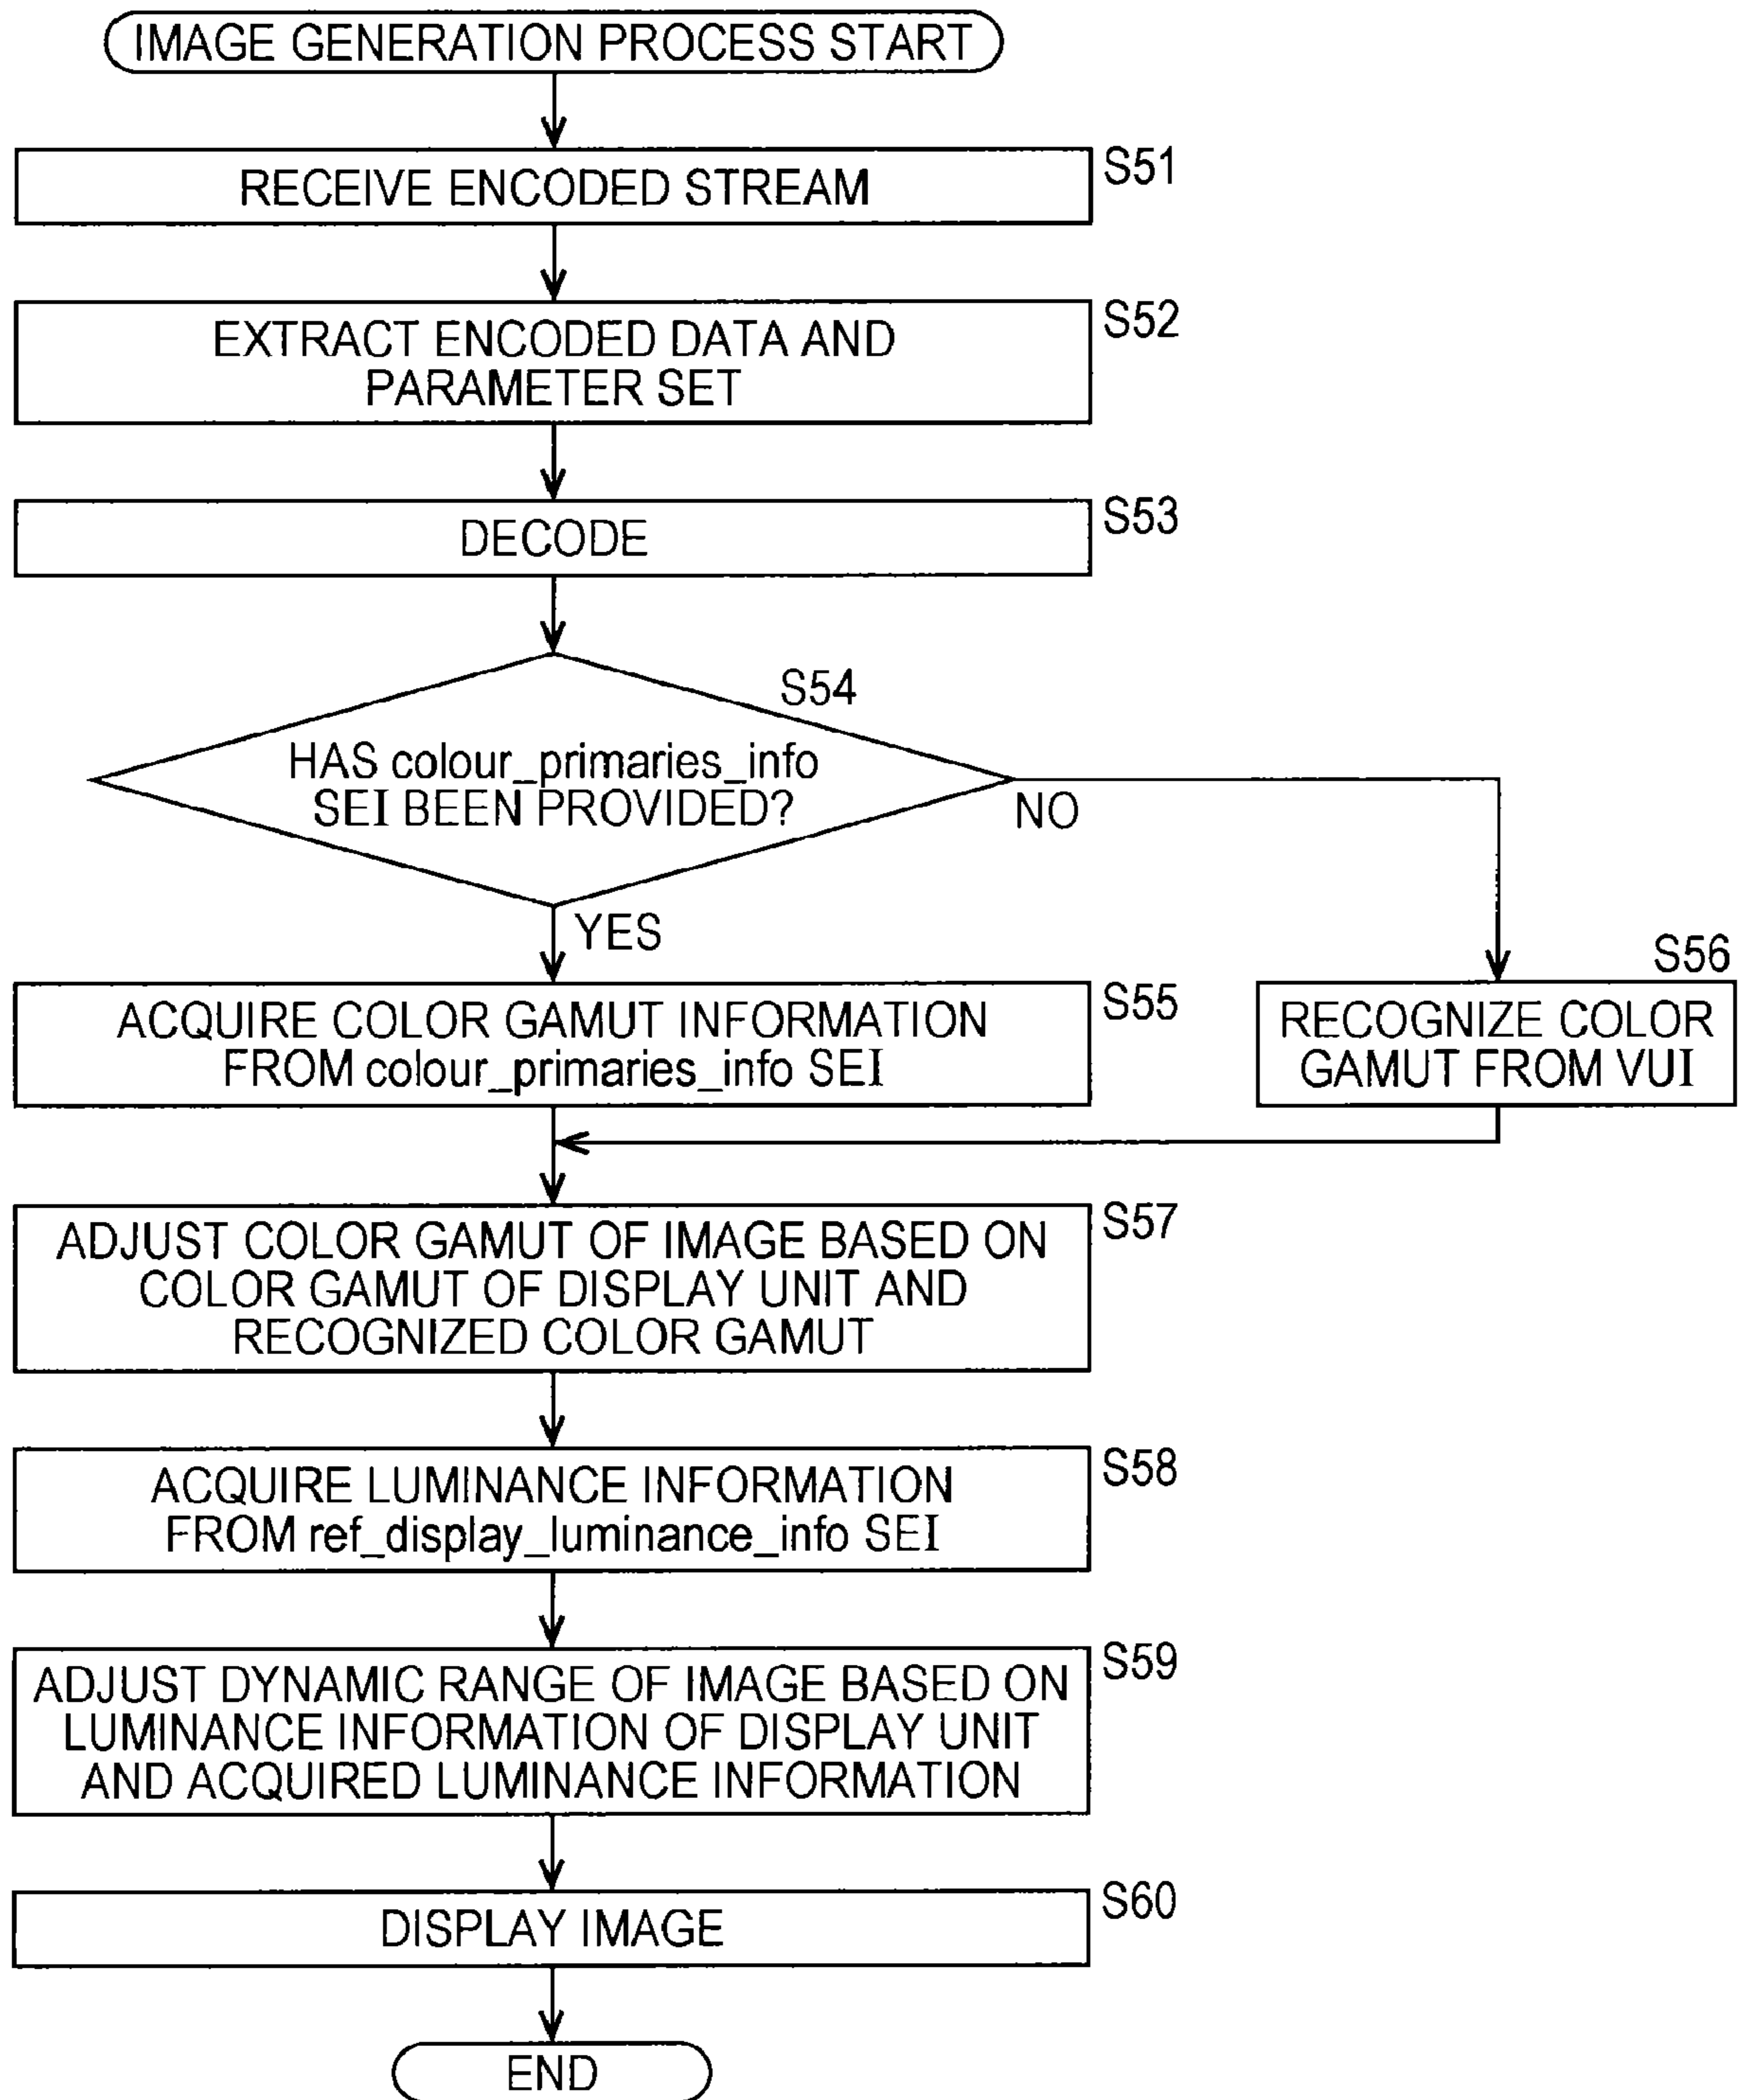 IMAGE GENERATION PROCESS START
S51
RECEIVE ENCODED STREAM
S52
EXTRACT ENCODED DATA AND
PARAMETER SET
S53
DECODE
S54
HAS colour_primaries_info
SEI BEEN PROVIDED?
NO
YES
S55
ACQUIRE COLOR GAMUT INFORMATION
FROM colour_primaries_info SEI
S56
RECOGNIZE COLOR
GAMUT FROM VUI
S57
ADJUST COLOR GAMUT OF IMAGE BASED ON
COLOR GAMUT OF DISPLAY UNIT AND
RECOGNIZED COLOR GAMUT
S58
ACQUIRE LUMINANCE INFORMATION
FROM ref_display_luminance_info SEI
S59
ADJUST DYNAMIC RANGE OF IMAGE BASED ON
LUMINANCE INFORMATION OF DISPLAY UNIT
AND ACQUIRED LUMINANCE INFORMATION
S60
DISPLAY IMAGE
END